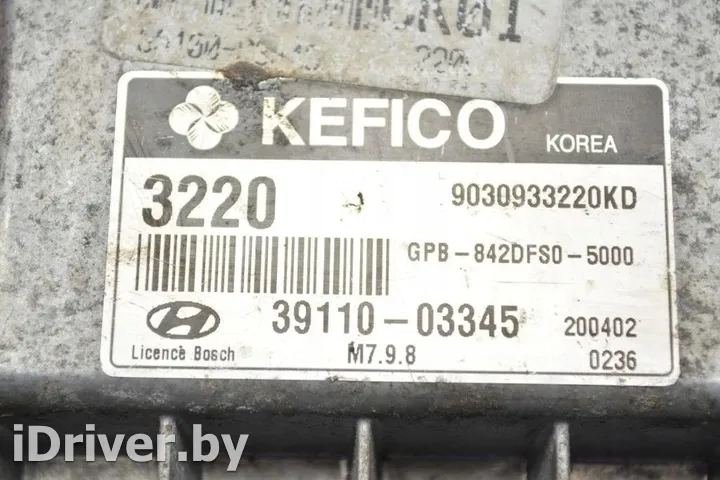 KEFICO
KOREA
3220
9030933220KD
GPB-842DFS0-5000
39110-03345
200402
Licence Bosch
M7.9.8
0236
iDriver.by